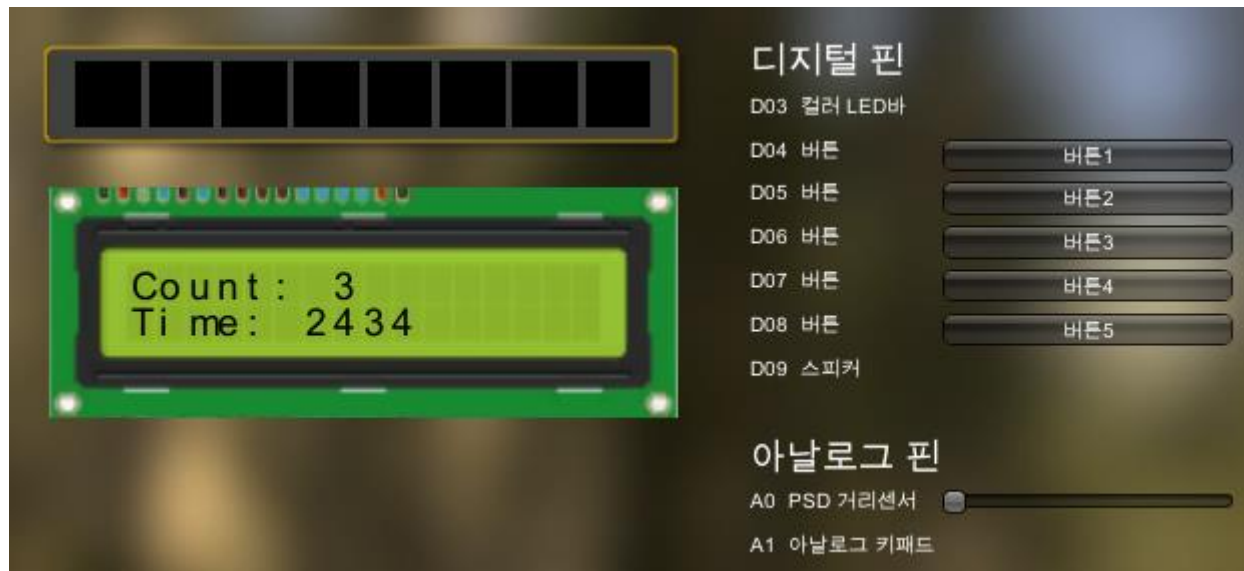 Count: 3
Time: 2434
디지털 핀
D03 컬러 LED바
D04 버튼 버튼1
D05 버튼 버튼2
D06 버튼 버튼3
D07 버튼 버튼4
D08 버튼 버튼5
D09 스피커
아날로그 핀
A0 PSD 거리센서
A1 아날로그 키패드